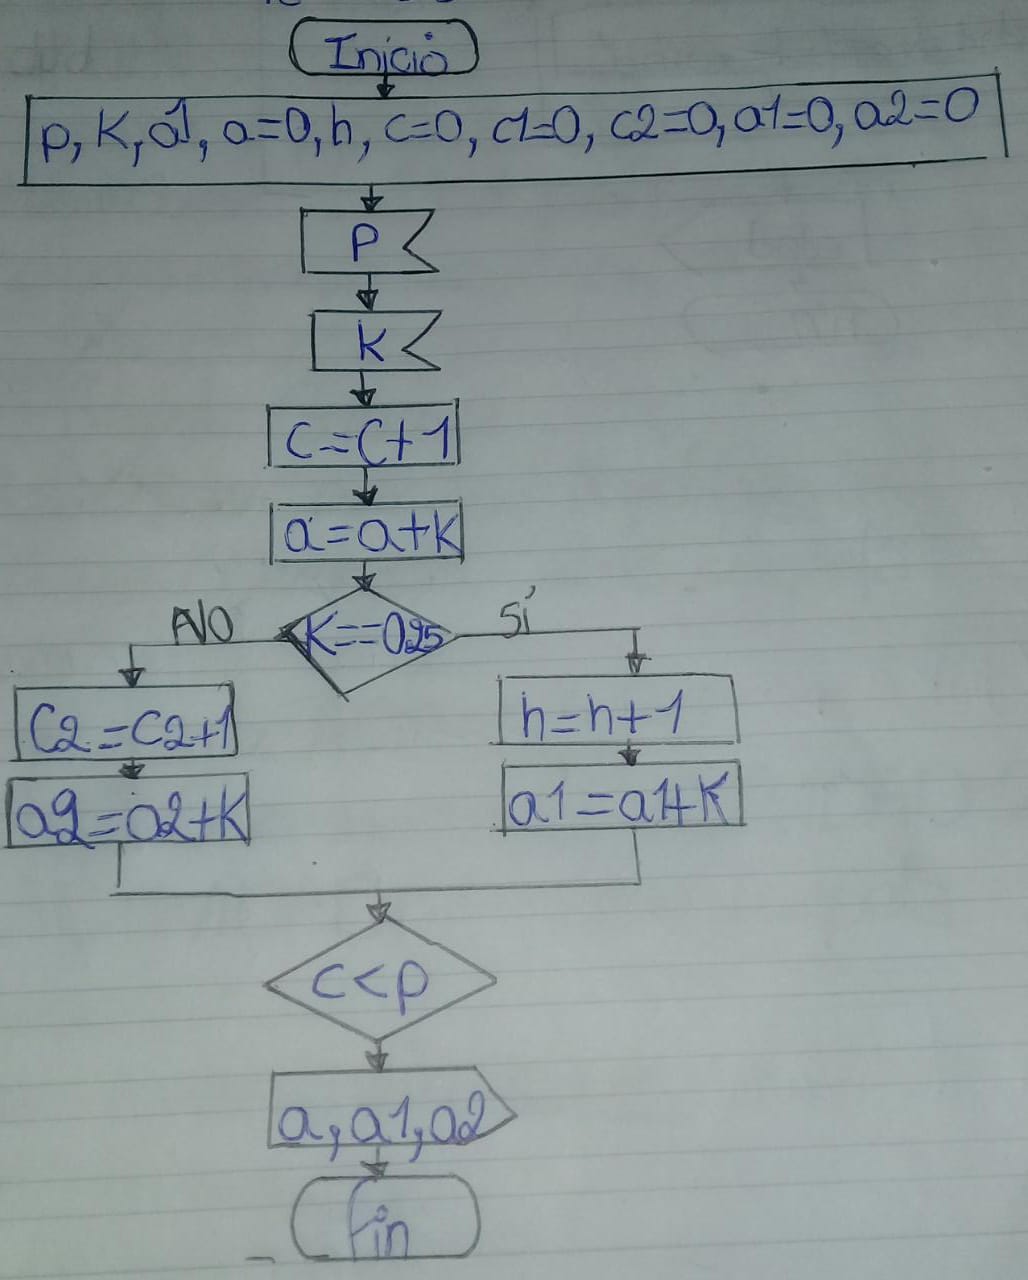 Inicio
p, K, a1, a=0, h, c=0, c1=0, c2=0, a1=0, a2=0
P
K
C=C+1
a=a+K
NO K==0.25 SÍ
C2=C2+1 h=h+1
a2=a2+K a1=a1+K
C<p
a, a1, a2
Fin